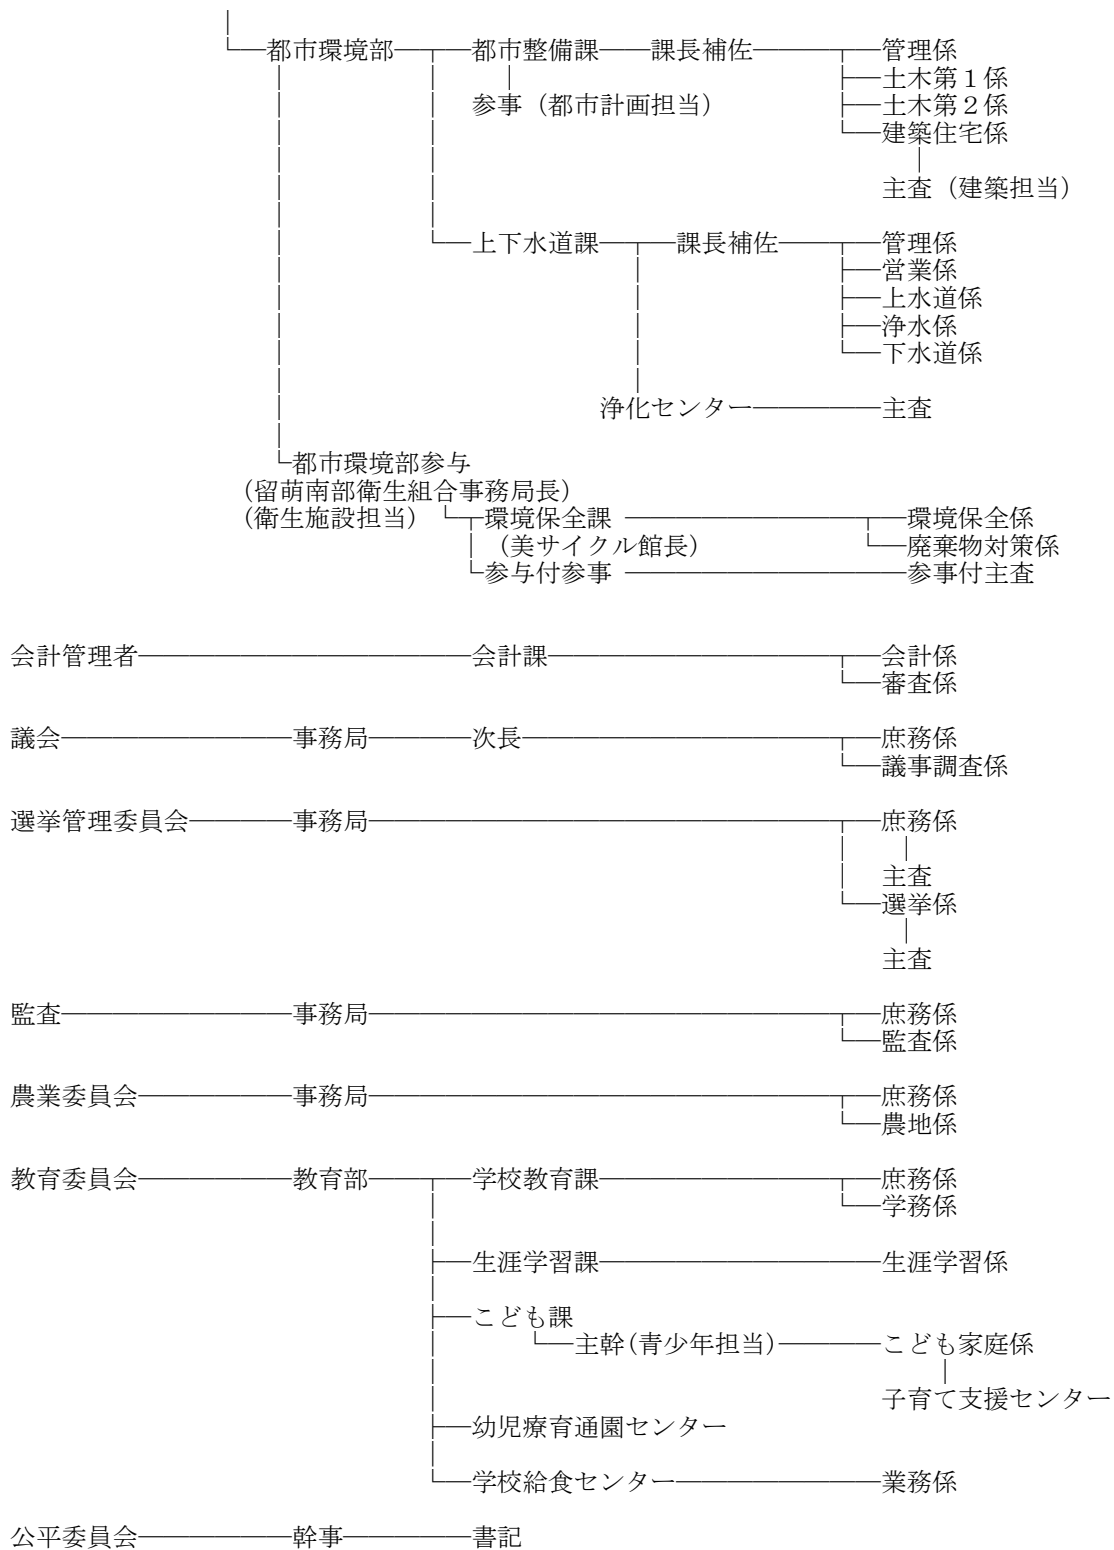 都市環境部 都市整備課 課長補佐 管理係
土木第１係
参事（都市計画担当） 土木第２係
建築住宅係
主査（建築担当）
上下水道課 課長補佐 管理係
営業係
上水道係
浄水係
下水道係
浄化センター 主査
都市環境部参与
（留萌南部衛生組合事務局長）
（衛生施設担当） 環境保全課 環境保全係
（美サイクル館長） 廃棄物対策係
参与付参事 参事付主査
会計管理者 会計課 会計係
審査係
議会 事務局 次長 庶務係
議事調査係
選挙管理委員会 事務局 庶務係
主査
選挙係
主査
監査 事務局 庶務係
監査係
農業委員会 事務局 庶務係
農地係
教育委員会 教育部 学校教育課 庶務係
学務係
生涯学習課 生涯学習係
こども課
主幹(青少年担当) こども家庭係
子育て支援センター
幼児療育通園センター
学校給食センター 業務係
公平委員会 幹事 書記